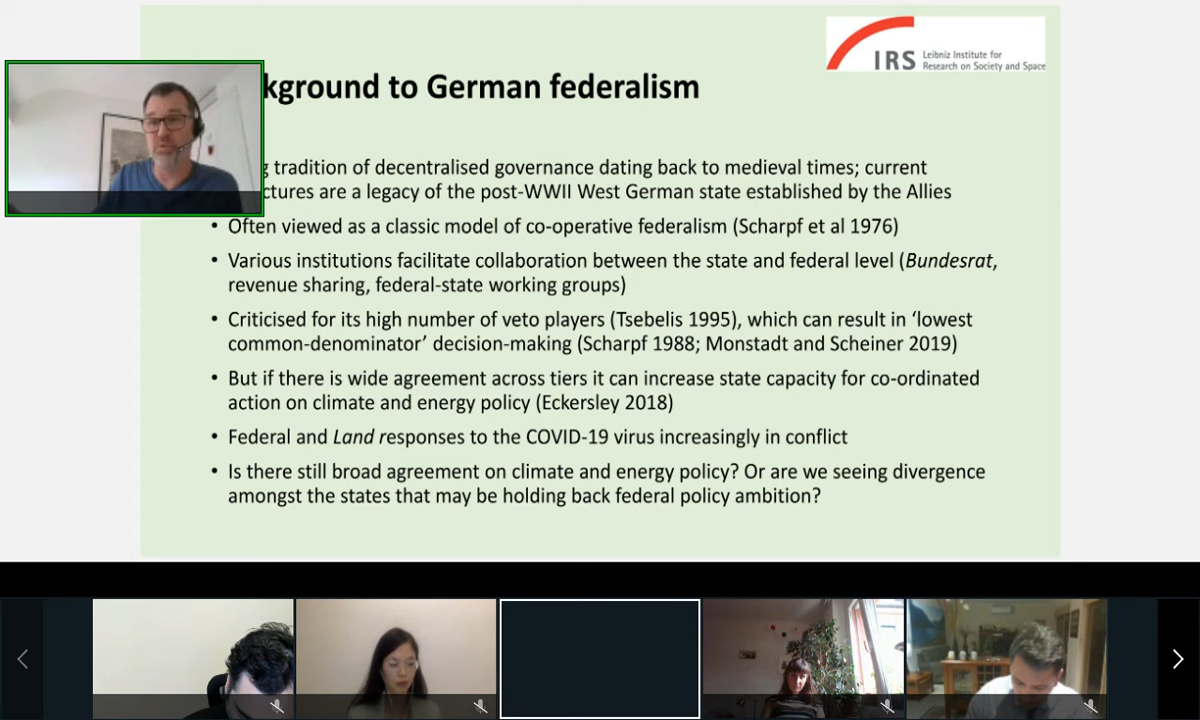 IRS Leibniz Institute for
Research on Society and Space
kground to German federalism
g tradition of decentralised governance dating back to medieval times; current
ctures are a legacy of the post-WWII West German state established by the Allies
• Often viewed as a classic model of co-operative federalism (Scharpf et al 1976)
• Various institutions facilitate collaboration between the state and federal level (Bundesrat,
revenue sharing, federal-state working groups)
• Criticised for its high number of veto players (Tsebelis 1995), which can result in ‘lowest
common-denominator’ decision-making (Scharpf 1988; Monstadt and Scheiner 2019)
• But if there is wide agreement across tiers it can increase state capacity for co-ordinated
action on climate and energy policy (Eckersley 2018)
• Federal and Land responses to the COVID-19 virus increasingly in conflict
• Is there still broad agreement on climate and energy policy? Or are we seeing divergence
amongst the states that may be holding back federal policy ambition?